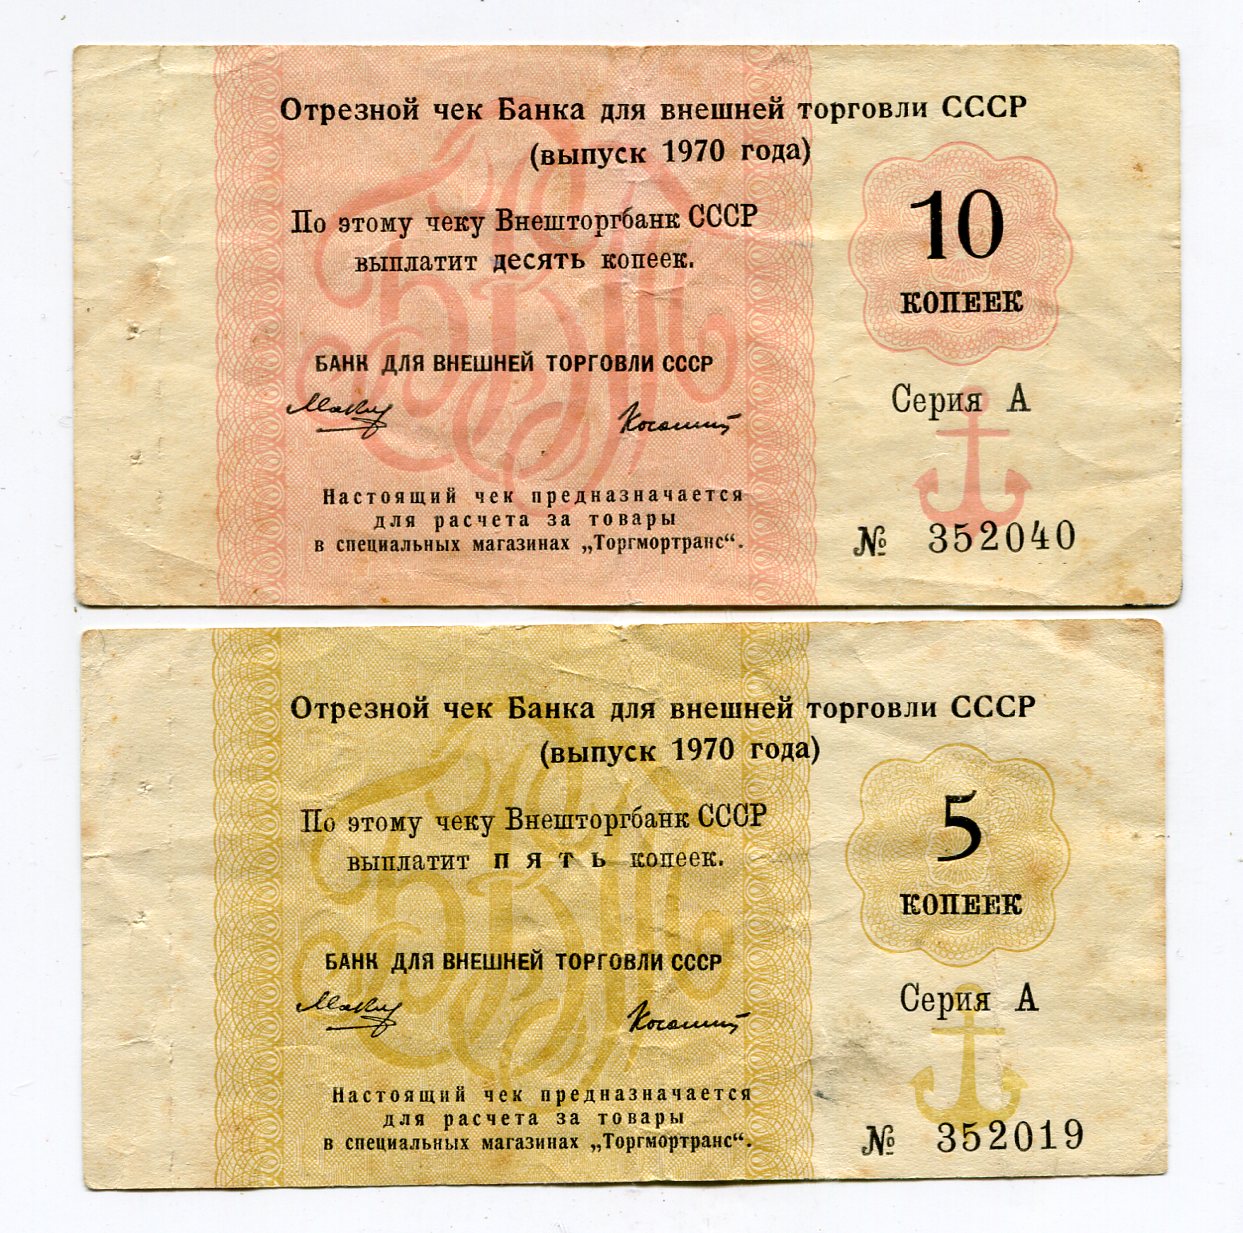 Отрезной чек Банка для внешней торговли СССР
(выпуск 1970 года)
По этому чеку Внешторгбанк СССР
выплатит десять копеек.
10
КОПЕЕК
БАНК ДЛЯ ВНЕШНЕЙ ТОРГОВЛИ СССР
Серия А
Настоящий чек предназначается
для расчета за товары
в специальных магазинах „Торгмортранс“.
№ 352040
Отрезной чек Банка для внешней торговли СССР
(выпуск 1970 года)
По этому чеку Внешторгбанк СССР
выплатит пять копеек.
5
КОПЕЕК
БАНК ДЛЯ ВНЕШНЕЙ ТОРГОВЛИ СССР
Серия А
Настоящий чек предназначается
для расчета за товары
в специальных магазинах „Торгмортранс“.
№ 352019